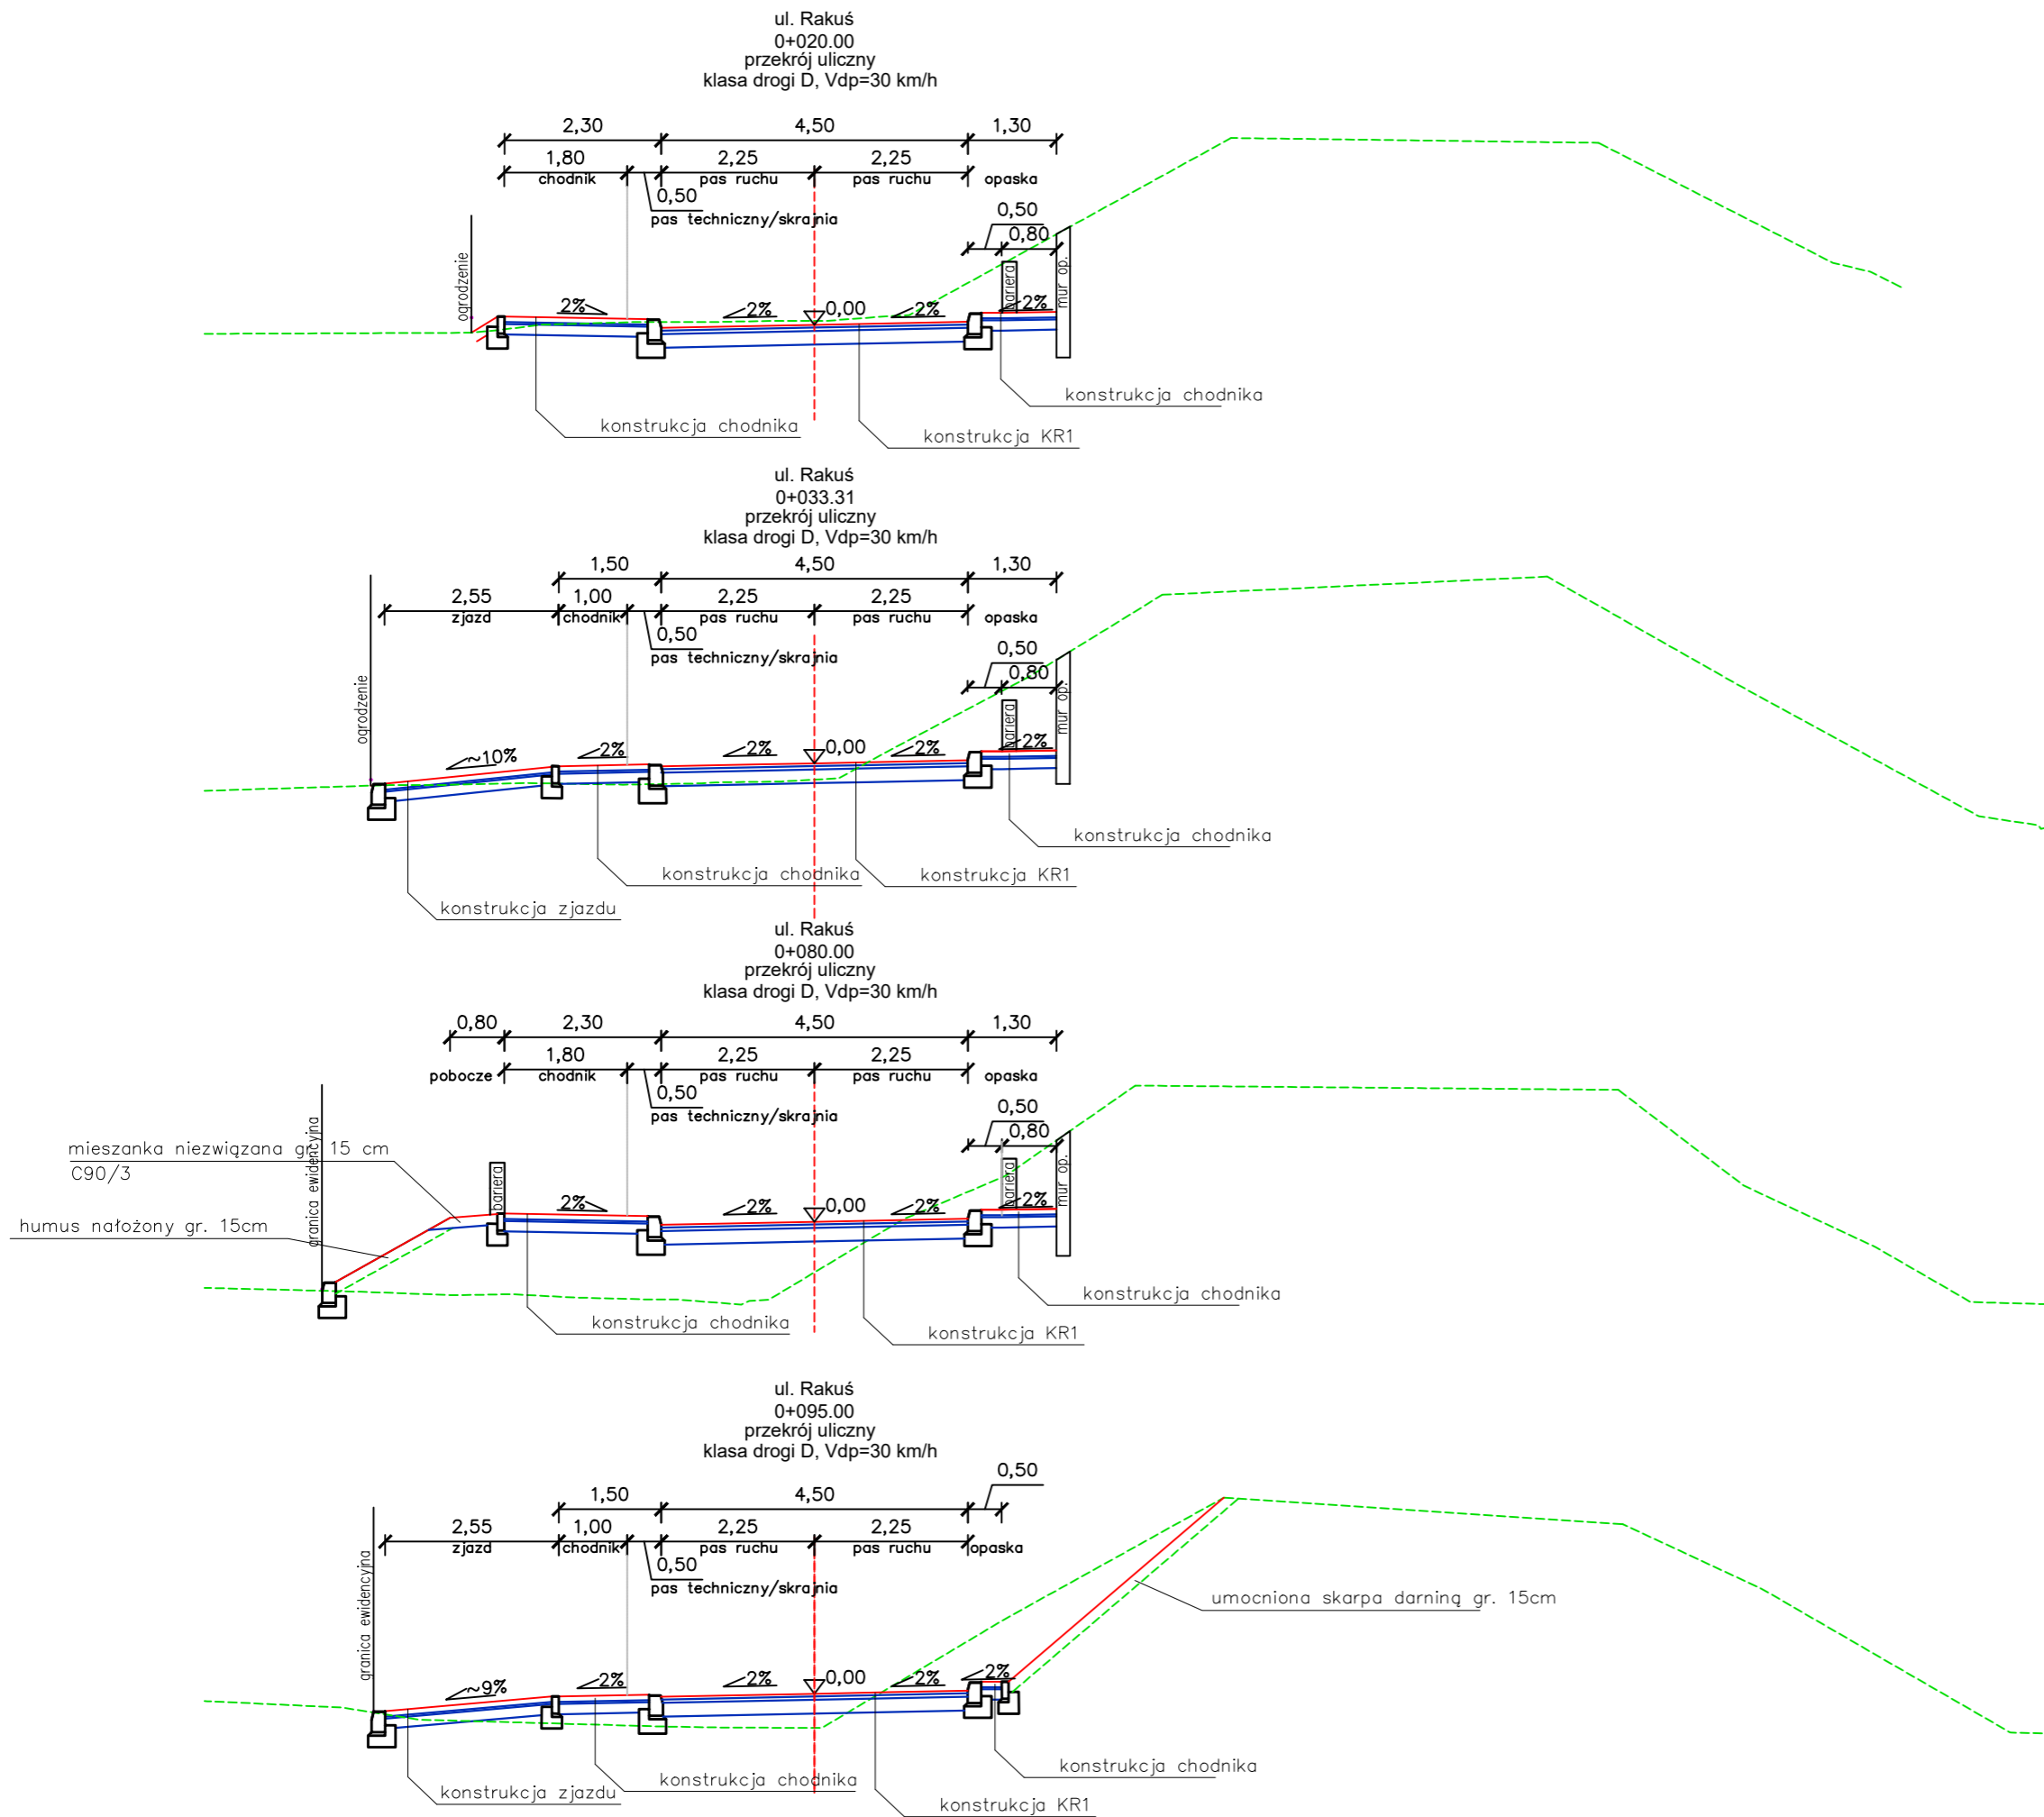 ul. Rakuś
0+020.00
przekrój uliczny
klasa drogi D, Vdp=30 km/h
2,30 4,50 1,30
1,80 2,25 2,25
chodnik pas ruchu pas ruchu opaska
0,50
pas techniczny/skrajnia
0,50
0,80
ogrodzenie
bariera
mur op.
2% 2% 0,00 2% 2%
konstrukcja chodnika
konstrukcja chodnika
konstrukcja KR1
ul. Rakuś
0+033.31
przekrój uliczny
klasa drogi D, Vdp=30 km/h
1,50 4,50 1,30
2,55 1,00 2,25 2,25
zjazd chodnik pas ruchu pas ruchu opaska
0,50
pas techniczny/skrajnia
0,50
0,80
ogrodzenie
bariera
mur op.
~10% 2% 2% 0,00 2% 2%
konstrukcja chodnika
konstrukcja chodnika
konstrukcja KR1
konstrukcja zjazdu
ul. Rakuś
0+080.00
przekrój uliczny
klasa drogi D, Vdp=30 km/h
0,80 2,30 4,50 1,30
1,80 2,25 2,25
pobocze chodnik pas ruchu pas ruchu opaska
0,50
pas techniczny/skrajnia
0,50
0,80
granica ewidencyjna
mieszanka niezwiązana gr. 15 cm
C90/3
humus nałożony gr. 15cm
bariera
bariera
mur op.
2% 2% 0,00 2% 2%
konstrukcja chodnika
konstrukcja chodnika
konstrukcja KR1
ul. Rakuś
0+095.00
przekrój uliczny
klasa drogi D, Vdp=30 km/h
0,50
1,50 4,50
2,55 1,00 2,25 2,25
zjazd chodnik pas ruchu pas ruchu opaska
0,50
pas techniczny/skrajnia
granica ewidencyjna
umocniona skarpa darniną gr. 15cm
~9% 2% 2% 0,00 2% 2%
konstrukcja chodnika
konstrukcja chodnika
konstrukcja zjazdu
konstrukcja KR1